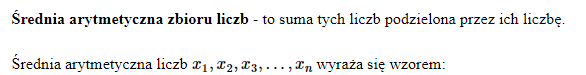 Średnia arytmetyczna zbioru liczb - to suma tych liczb podzielona przez ich liczbę.
Średnia arytmetyczna liczb x₁, x₂, x₃, . . . , xₙ wyraża się wzorem: